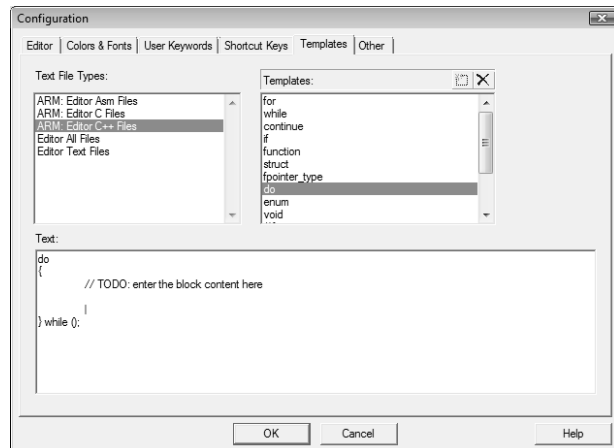 Configuration
Editor | Colors & Fonts | User Keywords | Shortcut Keys | Templates | Other
Text File Types:
ARM: Editor Asm Files
ARM: Editor C Files
ARM: Editor C++ Files
Editor All Files
Editor Text Files
Templates:
for
while
continue
if
function
struct
fpointer_type
do
enum
void
Text:
do
{
// TODO: enter the block content here
|
} while ();
OK Cancel Help